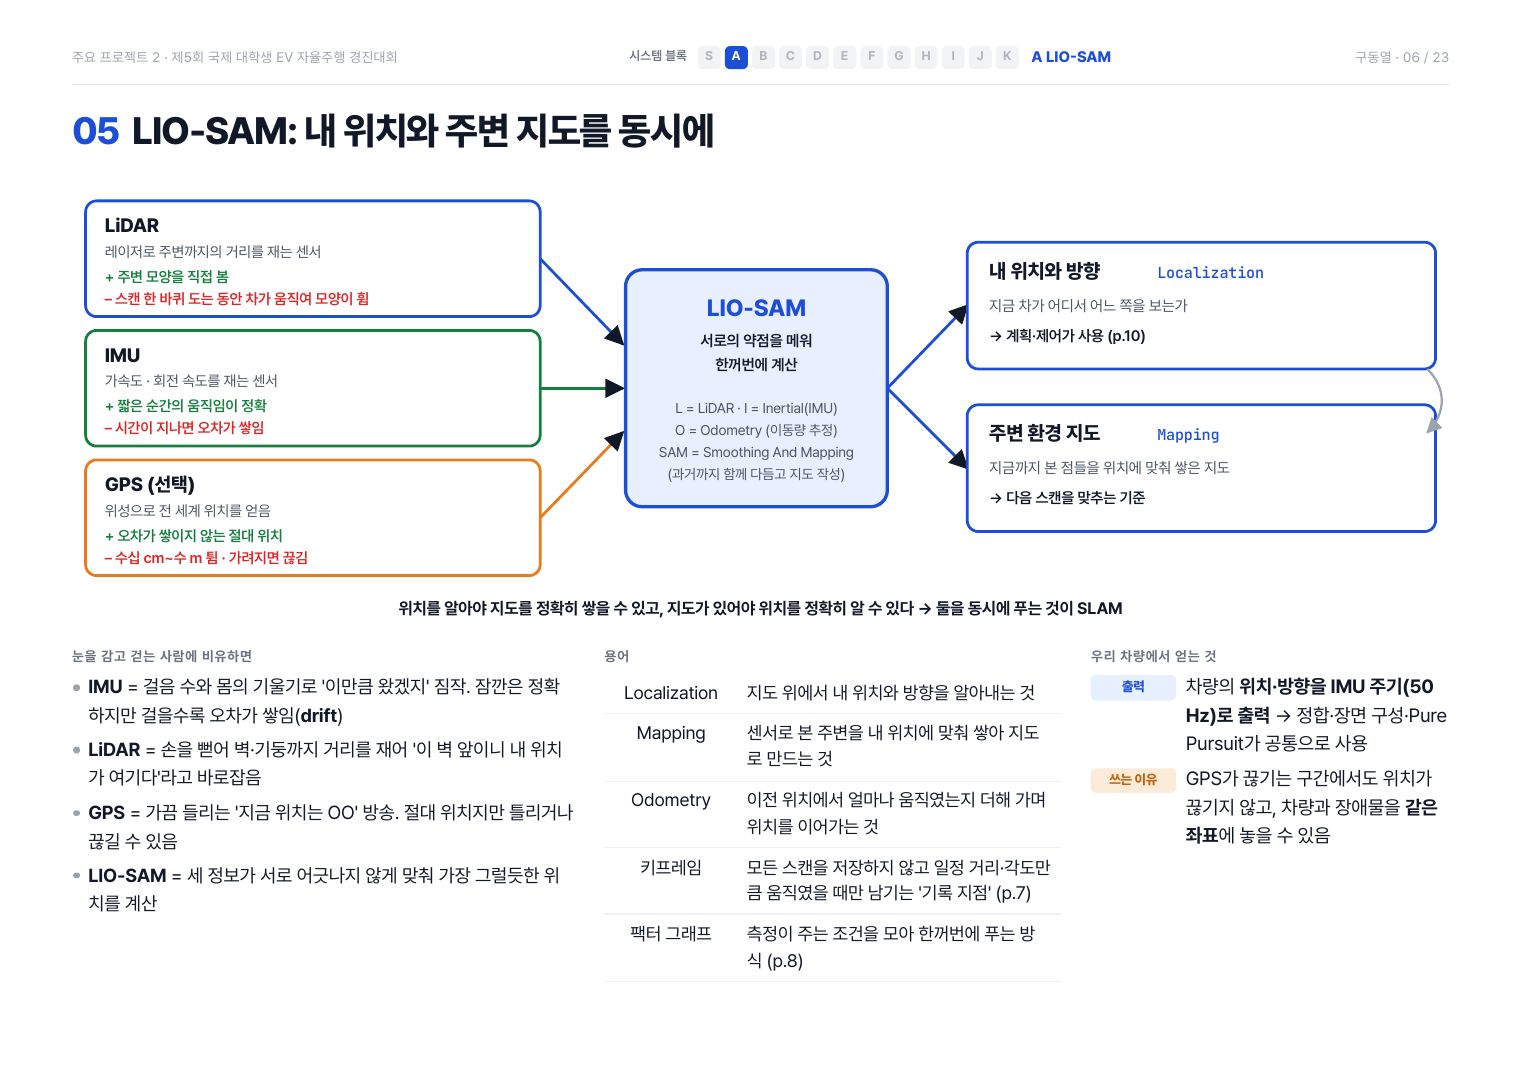 주요 프로젝트 2 · 제5회 국제 대학생 EV 자율주행 경진대회
시스템 블록 S A B C D E F G H I J K A LIO-SAM
구동열 · 06 / 23
05 LIO-SAM: 내 위치와 주변 지도를 동시에
LiDAR
레이저로 주변까지의 거리를 재는 센서
+ 주변 모양을 직접 봄
– 스캔 한 바퀴 도는 동안 차가 움직여 모양이 휨
IMU
가속도 · 회전 속도를 재는 센서
+ 짧은 순간의 움직임이 정확
– 시간이 지나면 오차가 쌓임
GPS (선택)
위성으로 전 세계 위치를 얻음
+ 오차가 쌓이지 않는 절대 위치
– 수십 cm~수 m 튐 · 가려지면 끊김
LIO-SAM
서로의 약점을 메워
한꺼번에 계산
L = LiDAR · I = Inertial(IMU)
O = Odometry (이동량 추정)
SAM = Smoothing And Mapping
(과거까지 함께 다듬고 지도 작성)
내 위치와 방향 Localization
지금 차가 어디서 어느 쪽을 보는가
→ 계획·제어가 사용 (p.10)
주변 환경 지도 Mapping
지금까지 본 점들을 위치에 맞춰 쌓은 지도
→ 다음 스캔을 맞추는 기준
위치를 알아야 지도를 정확히 쌓을 수 있고, 지도가 있어야 위치를 정확히 알 수 있다 → 둘을 동시에 푸는 것이 SLAM
눈을 감고 걷는 사람에 비유하면
IMU = 걸음 수와 몸의 기울기로 '이만큼 왔겠지' 짐작. 잠깐은 정확
하지만 걸을수록 오차가 쌓임(drift)
LiDAR = 손을 뻗어 벽·기둥까지 거리를 재어 '이 벽 앞이니 내 위치
가 여기다'라고 바로잡음
GPS = 가끔 들리는 '지금 위치는 OO' 방송. 절대 위치지만 틀리거나
끊길 수 있음
LIO-SAM = 세 정보가 서로 어긋나지 않게 맞춰 가장 그럴듯한 위
치를 계산
용어
Localization 지도 위에서 내 위치와 방향을 알아내는 것
Mapping 센서로 본 주변을 내 위치에 맞춰 쌓아 지도
로 만드는 것
Odometry 이전 위치에서 얼마나 움직였는지 더해 가며
위치를 이어가는 것
키프레임 모든 스캔을 저장하지 않고 일정 거리·각도만
큼 움직였을 때만 남기는 '기록 지점' (p.7)
팩터 그래프 측정이 주는 조건을 모아 한꺼번에 푸는 방
식 (p.8)
우리 차량에서 얻는 것
출력 차량의 위치·방향을 IMU 주기(50
Hz)로 출력 → 정합·장면 구성·Pure
Pursuit가 공통으로 사용
쓰는 이유 GPS가 끊기는 구간에서도 위치가
끊기지 않고, 차량과 장애물을 같은
좌표에 놓을 수 있음